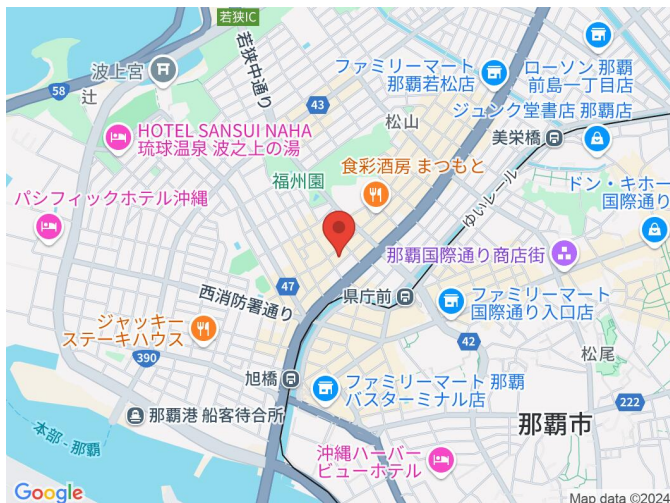 若狭IC
58
波上宮
辻
若狭中通り
43
松山
ファミリーマート
那覇若松店
ローソン 那覇
前島一丁目店
ジュンク堂書店 那覇店
美栄橋
HOTEL SANSUI NAHA
琉球温泉 波之上の湯
福州園
食彩酒房 まつもと
ゆいレール
ドン・キホー
国際通り
パシフィックホテル沖縄
那覇国際通り商店街
47
西消防署通り
県庁前
ファミリーマート
国際通り入口店
ジャッキー
ステーキハウス
390
42
松尾
旭橋
ファミリーマート 那覇
バスターミナル店
222
那覇港 船客待合所
本部 - 那覇
那覇市
沖縄ハーバー
ビューホテル
Google
Map data ©2024